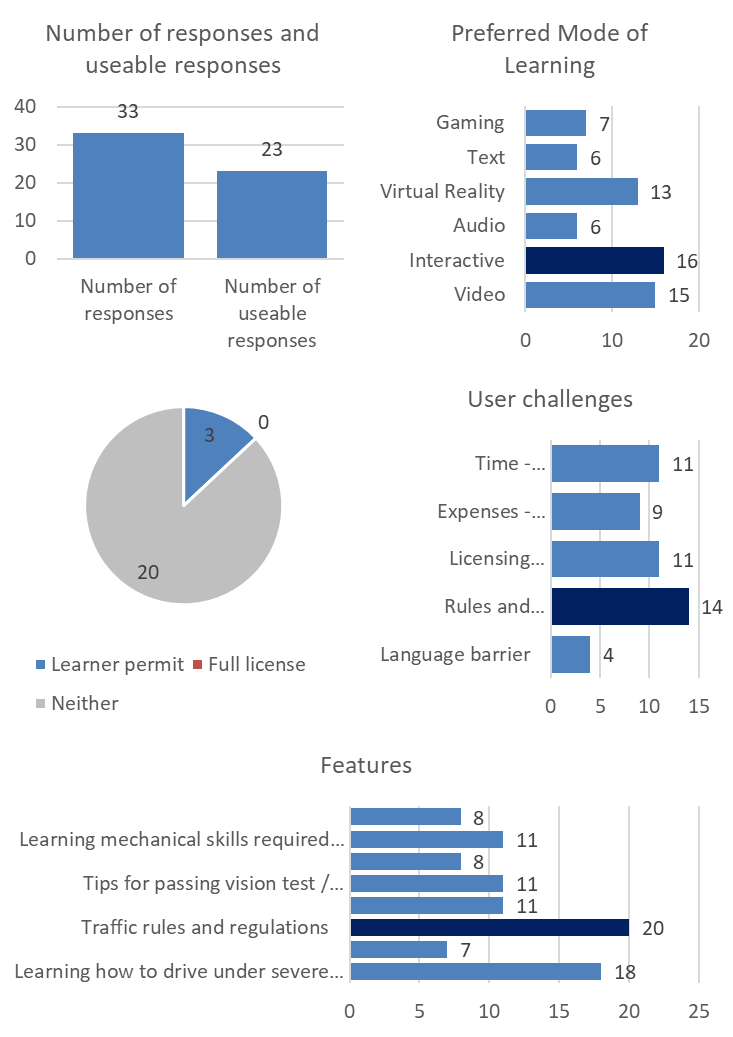 Number of responses and
useable responses
40
30
20
10
0
33
23
Number of
responses
Number of
useable
responses
Preferred Mode of
Learning
Gaming
7
Text
6
Virtual Reality
13
Audio
6
Interactive
16
Video
15
0
10
20
3
0
20
Learner permit
Full license
Neither
User challenges
Time -...
11
Expenses -...
9
Licensing...
11
Rules and...
14
Language barrier
4
0
5
10
15
Features
8
Learning mechanical skills required...
11
8
Tips for passing vision test /...
11
11
Traffic rules and regulations
20
7
Learning how to drive under severe...
18
0
5
10
15
20
25